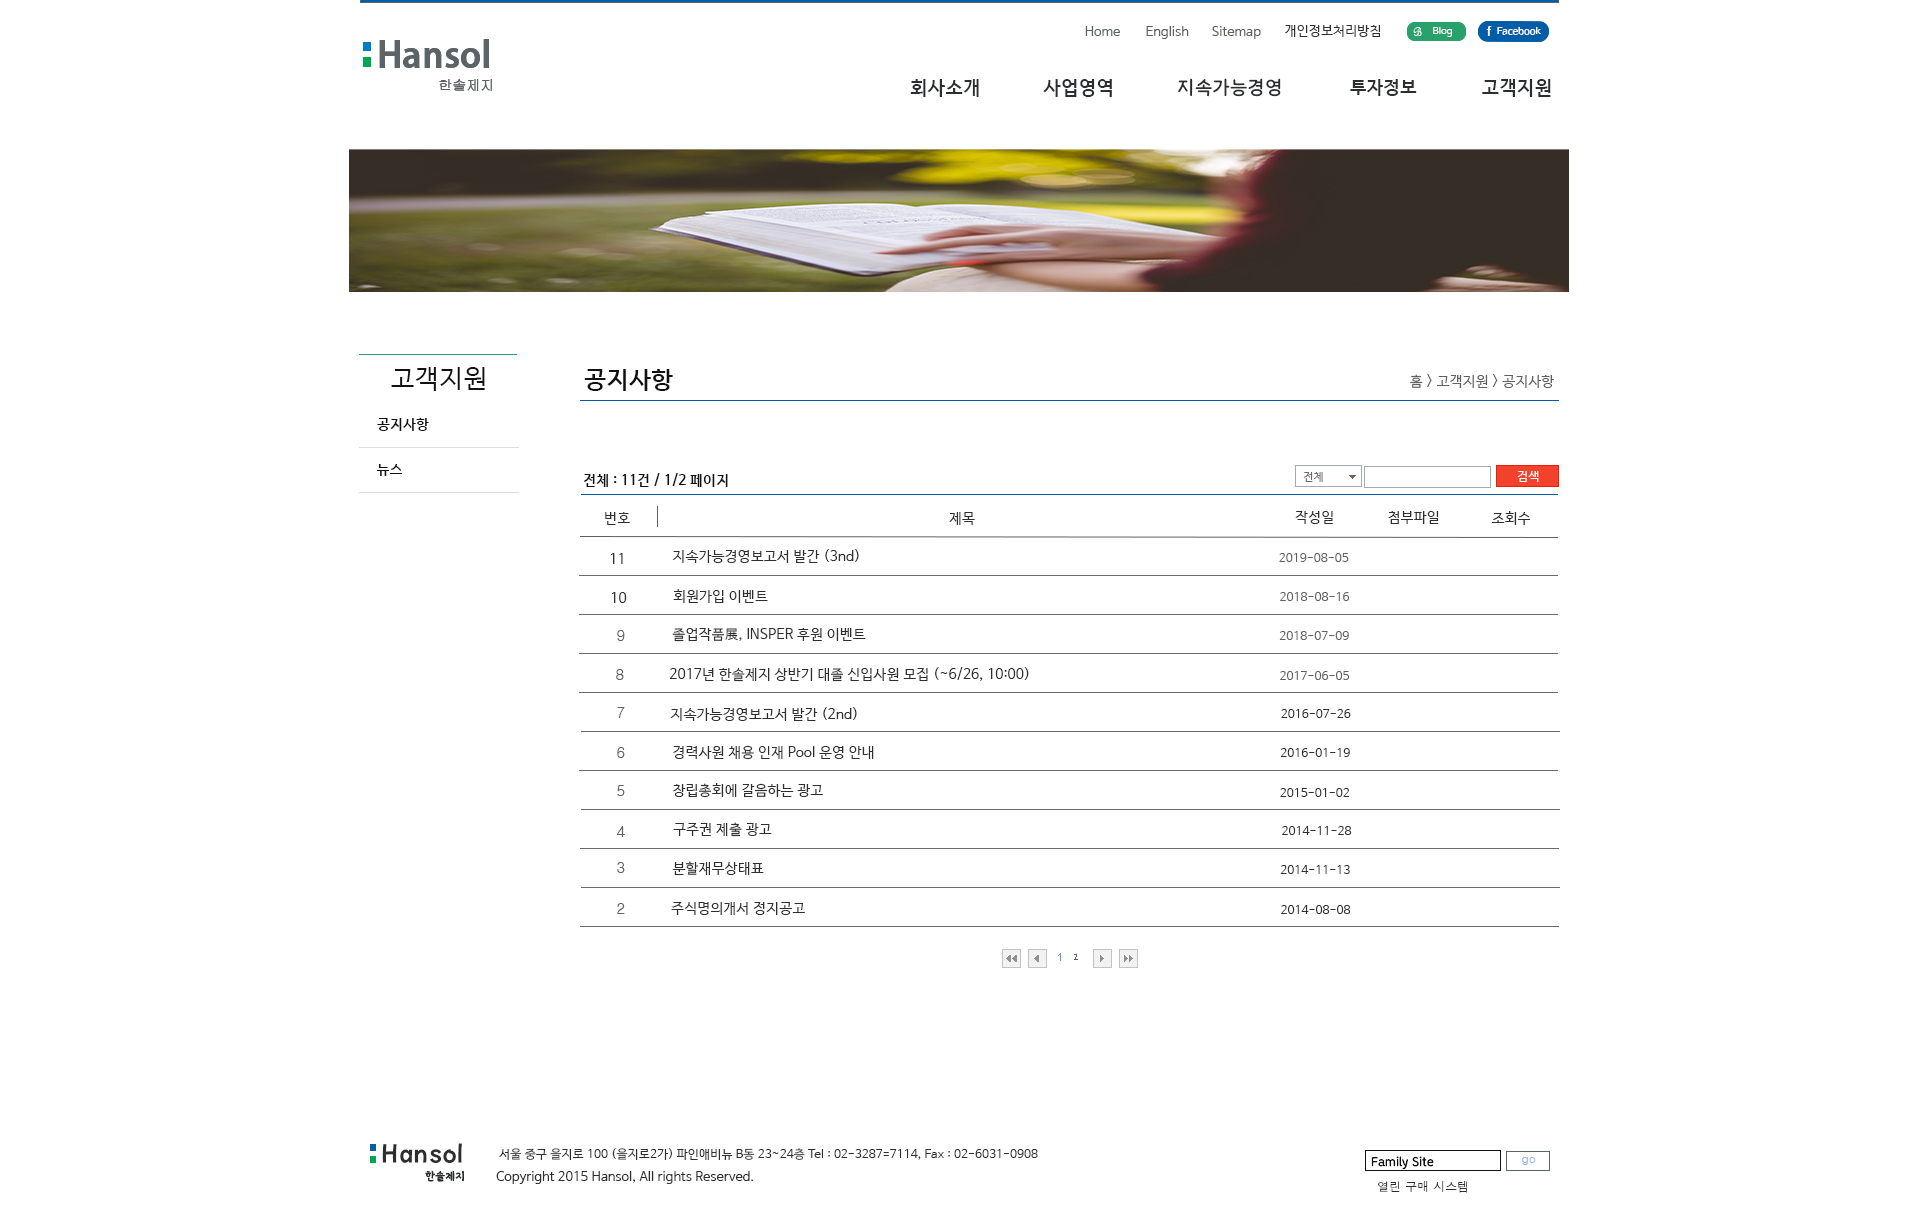 Home English Sitemap 개인정보처리방침 Blog Facebook
Hansol
한솔제지
회사소개 사업영역 지속가능경영 투자정보 고객지원
고객지원
공지사항
뉴스
공지사항
홈 > 고객지원 > 공지사항
전체 : 11건 / 1/2 페이지
전체 검색
번호 제목 작성일 첨부파일 조회수
11 지속가능경영보고서 발간 (3nd) 2019-08-05
10 회원가입 이벤트 2018-08-16
9 졸업작품展, INSPER 후원 이벤트 2018-07-09
8 2017년 한솔제지 상반기 대졸 신입사원 모집 (~6/26, 10:00) 2017-06-05
7 지속가능경영보고서 발간 (2nd) 2016-07-26
6 경력사원 채용 인재 Pool 운영 안내 2016-01-19
5 창립총회에 갈음하는 광고 2015-01-02
4 구주권 제출 광고 2014-11-28
3 분할재무상태표 2014-11-13
2 주식명의개서 정지공고 2014-08-08
1 2
Hansol
한솔제지
서울 중구 을지로 100 (을지로2가) 파인애비뉴 B동 23~24층 Tel : 02-3287=7114, Fax : 02-6031-0908
Copyright 2015 Hansol, All rights Reserved.
Family Site go
열린 구매 시스템